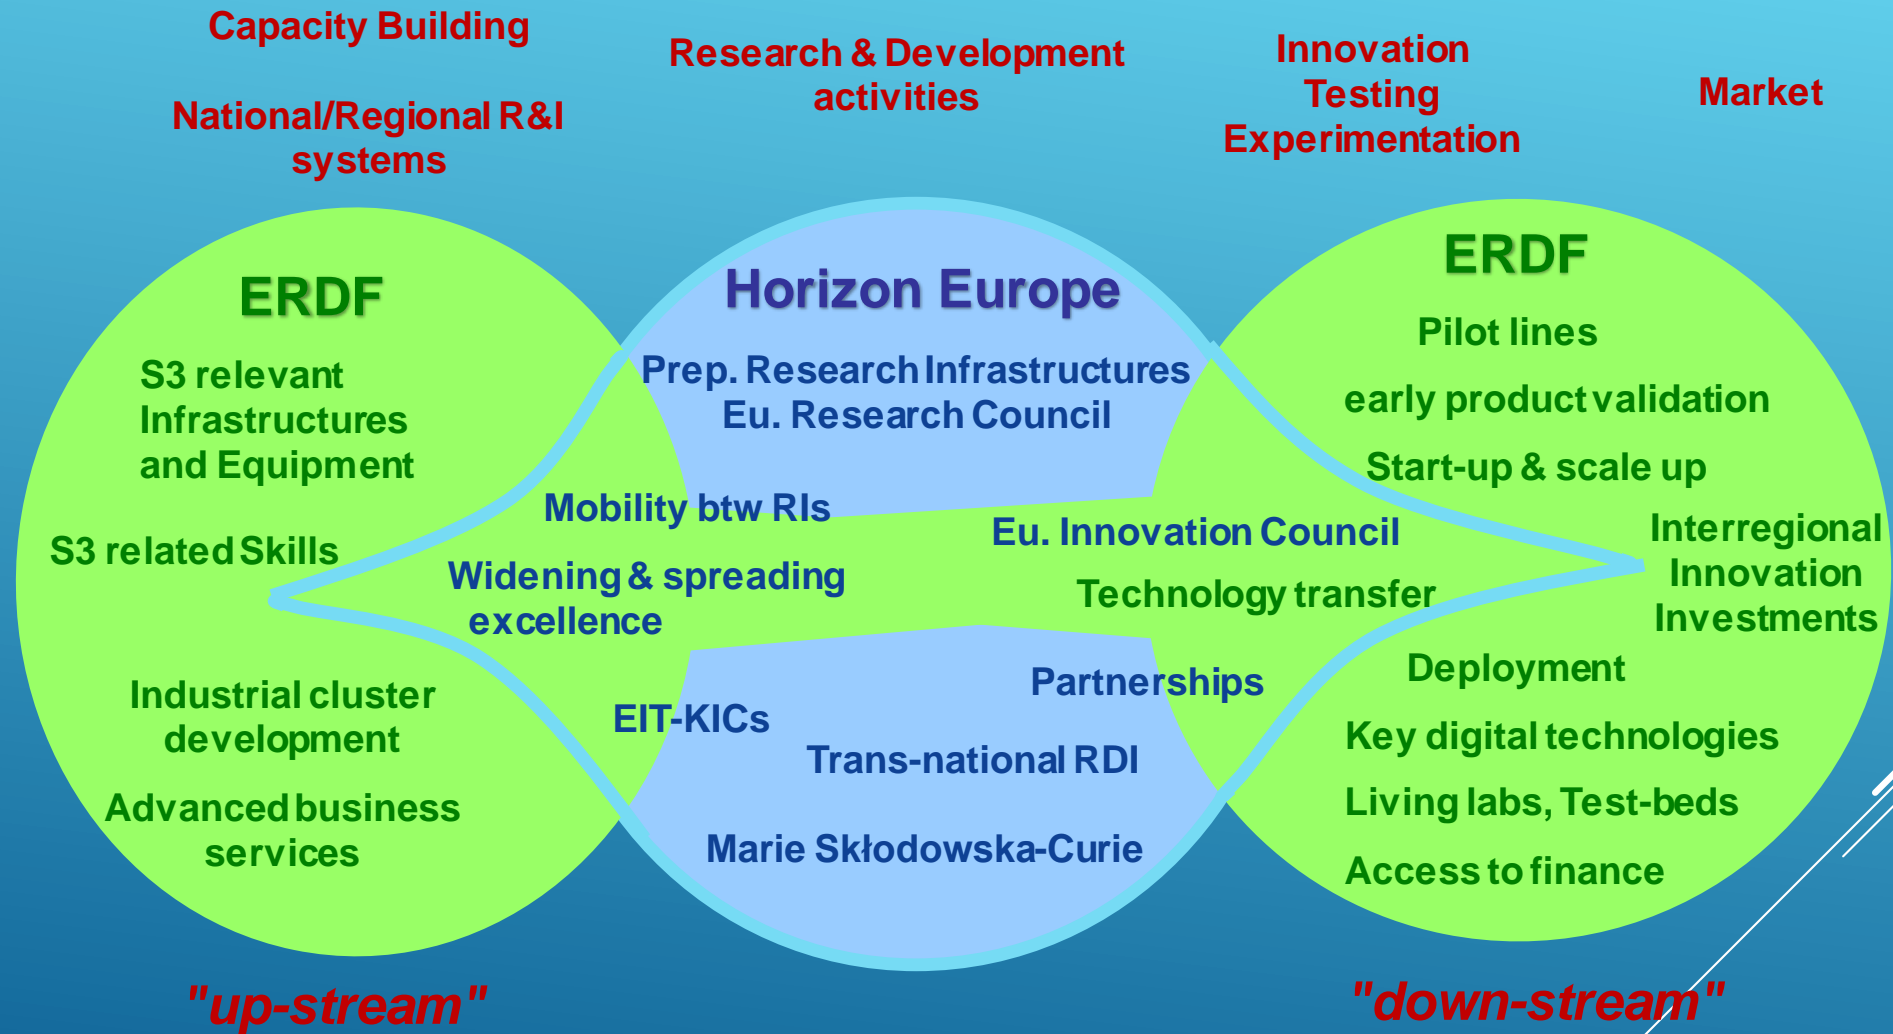 Capacity Building
National/Regional R&I
systems
Research & Development
activities
Innovation
Testing
Experimentation
Market
ERDF
S3 relevant
Infrastructures
and Equipment
S3 related Skills
Industrial cluster
development
Advanced business
services
Horizon Europe
Prep. Research Infrastructures
Eu. Research Council
Mobility btw RIs
Widening & spreading
excellence
Eu. Innovation Council
Technology transfer
Partnerships
EIT-KICs
Trans-national RDI
Marie Skłodowska-Curie
ERDF
Pilot lines
early product validation
Start-up & scale up
Interregional
Innovation
Investments
Deployment
Key digital technologies
Living labs, Test-beds
Access to finance
"up-stream"
"down-stream"